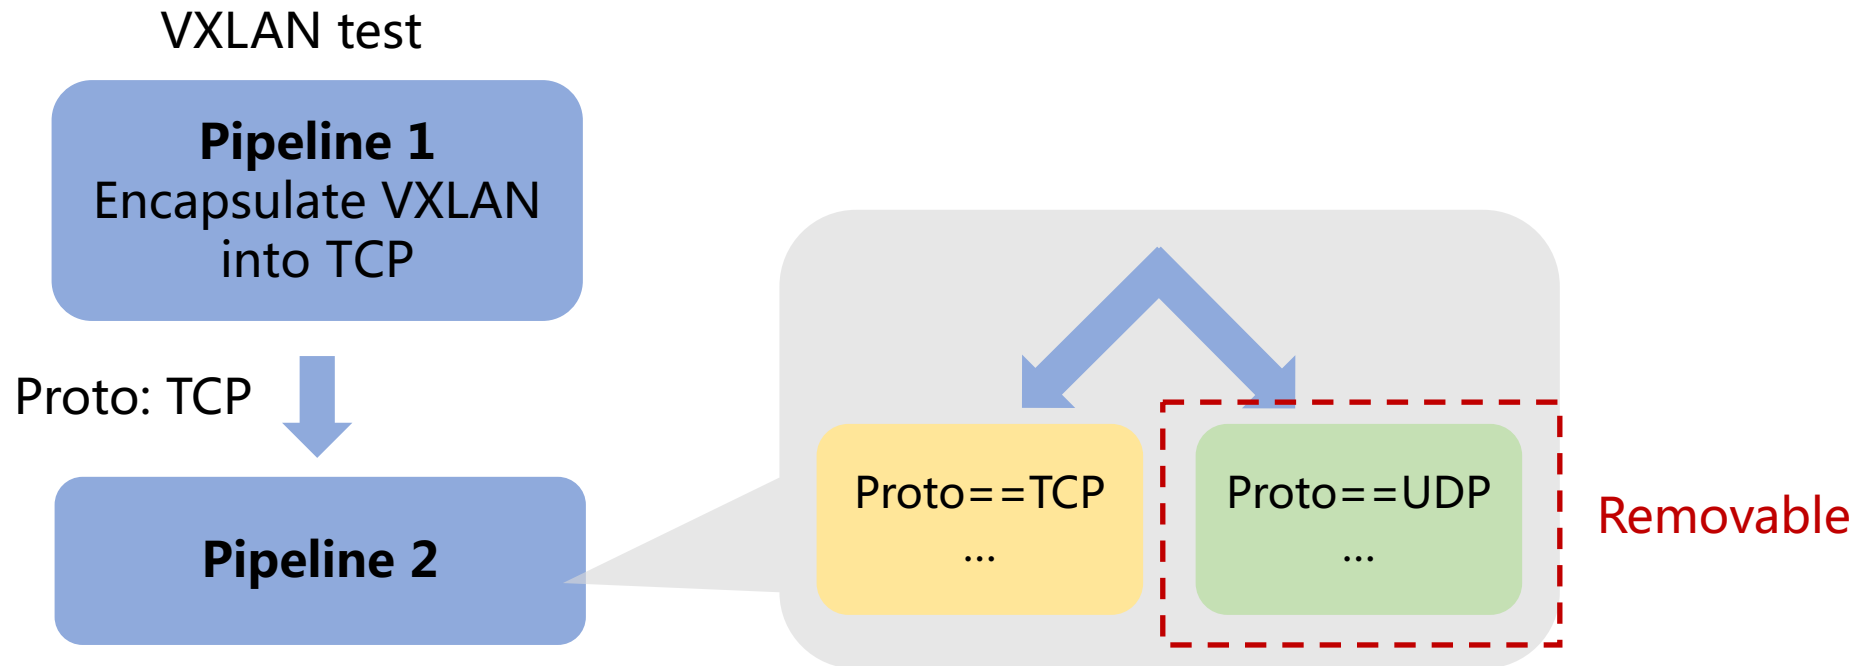 VXLAN test
Pipeline 1
Encapsulate VXLAN
into TCP
Proto: TCP
Pipeline 2
Proto==TCP
...
Proto==UDP
...
Removable